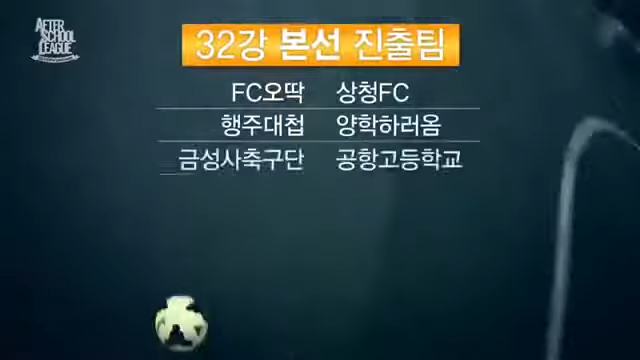 AFTER
SCHOOL
LEAGUE
32강 본선 진출팀
FC오딱 상청FC
행주대첩 양학하러옴
금성사축구단 공항고등학교